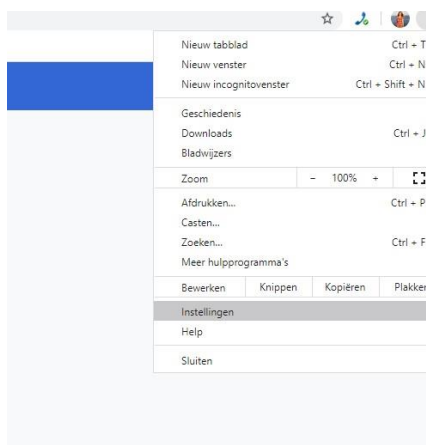 Nieuw tabblad Ctrl + T
Nieuw venster Ctrl + N
Nieuw incognitovenster Ctrl + Shift + N
Geschiedenis
Downloads Ctrl + J
Bladwijzers
Zoom - 100% +
Afdrukken... Ctrl + P
Casten...
Zoeken... Ctrl + F
Meer hulpprogramma's
Bewerken Knippen Kopiëren Plakken
Instellingen
Help
Sluiten